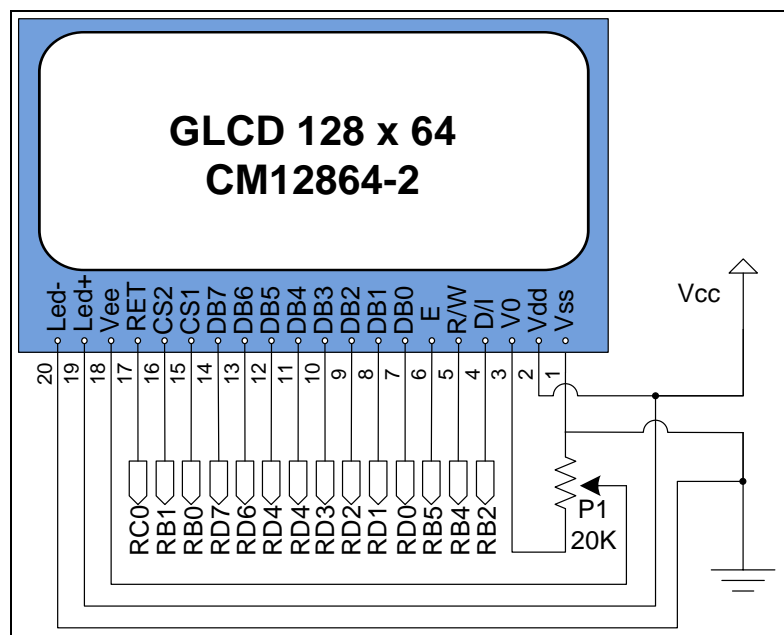 GLCD 128 x 64
CM12864-2
Led-
Led+
Vee
RET
CS2
CS1
DB7
DB6
DB5
DB4
DB3
DB2
DB1
DB0
E
R/W
D/I
V0
Vdd
Vss
Vcc
20
19
18
17
16
15
14
13
12
11
10
9
8
7
6
5
4
3
2
1
RC0
RB1
RB0
RD7
RD6
RD4
RD4
RD3
RD2
RD1
RD0
RB5
RB4
RB2
P1
20K